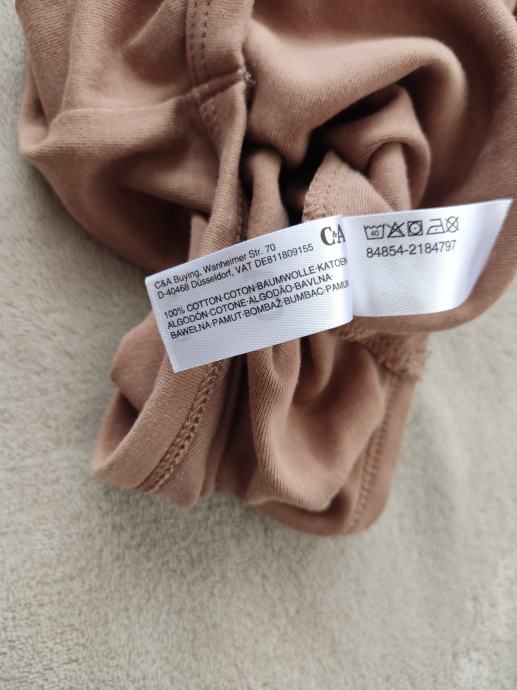 C&A Buying, Wanheimer Str. 70
D-40468 Düsseldorf. VAT DE811809155
100% COTTON·COTON·BAUMWOLLE·KATOEN
ALGODÓN·COTONE·ALGODÃO·BAVLNA·
BAWEŁNA·PAMUT·BOMBAŽ·BUMBAC·PAMUK
C&A
40
84854-2184797